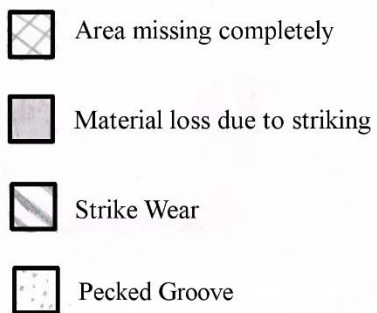 Area missing completely
Material loss due to striking
Strike Wear
Pecked Groove